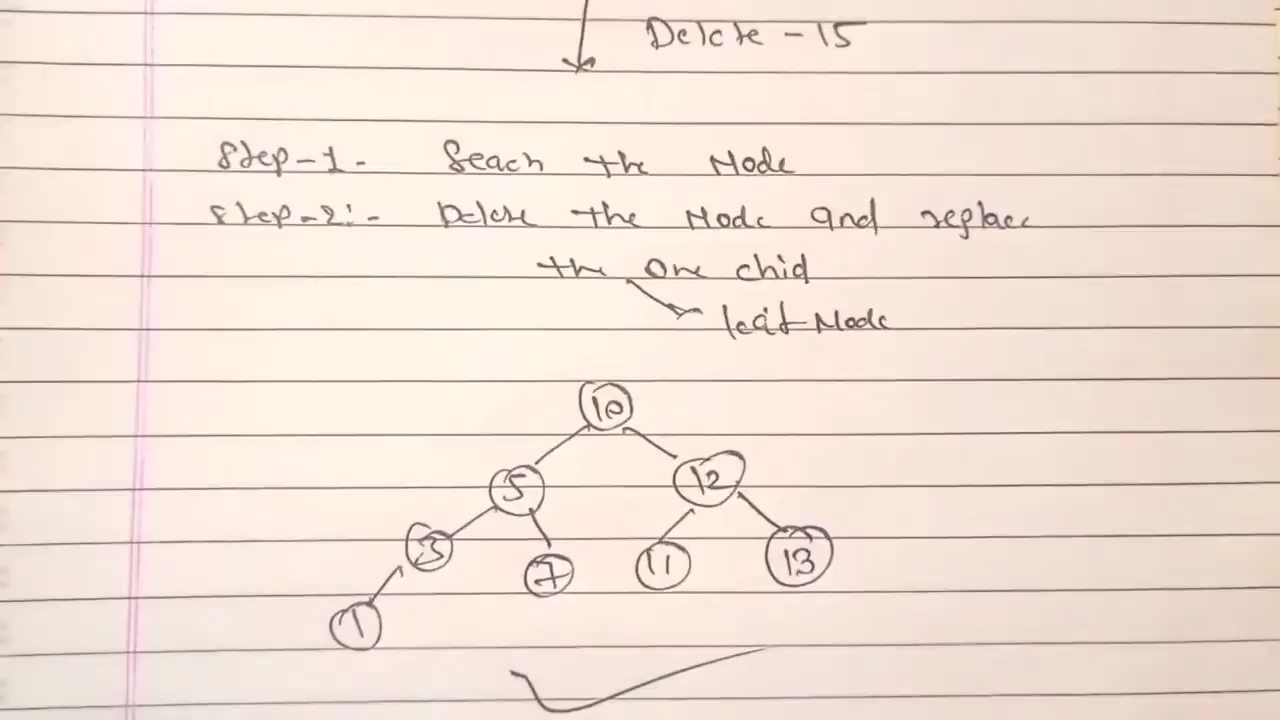 Delete - 15
Step-1- Seach the Node
Step-2:- Delete the Node and replace
the one chid
leaf Node
10
5 12
3 7 11 13
1